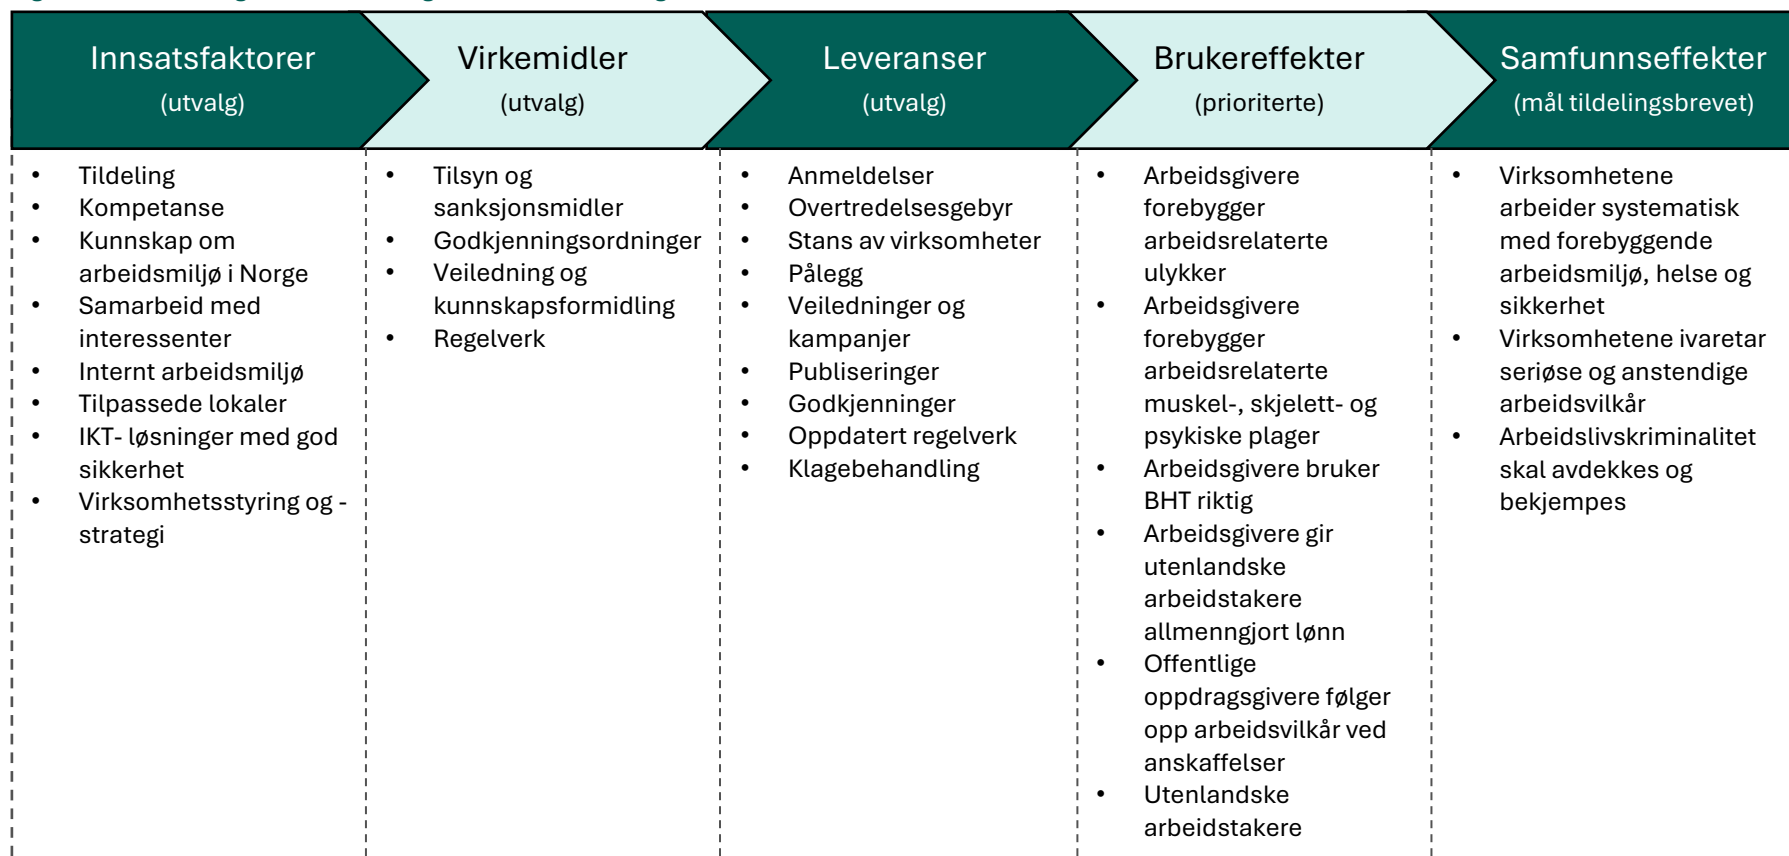 Innsatsfaktorer
(utvalg)
Virkemidler
(utvalg)
Leveranser
(utvalg)
Brukereffekter
(prioriterte)
Samfunnseffekter
(mål tildelingsbrevet)
• Tildeling
• Kompetanse
• Kunnskap om
arbeidsmiljø i Norge
• Samarbeid med
interessenter
• Internt arbeidsmiljø
• Tilpassede lokaler
• IKT- løsninger med god
sikkerhet
• Virksomhetsstyring og -
strategi
• Tilsyn og
sanksjonsmidler
• Godkjenningsordninger
• Veiledning og
kunnskapsformidling
• Regelverk
• Anmeldelser
• Overtredelsesgebyr
• Stans av virksomheter
• Pålegg
• Veiledninger og
kampanjer
• Publiseringer
• Godkjenninger
• Oppdatert regelverk
• Klagebehandling
• Arbeidsgivere
forebygger
arbeidsrelaterte
ulykker
• Arbeidsgivere
forebygger
arbeidsrelaterte
muskel-, skjelett- og
psykiske plager
• Arbeidsgivere bruker
BHT riktig
• Arbeidsgivere gir
utenlandske
arbeidstakere
allmenngjort lønn
• Offentlige
oppdragsgivere følger
opp arbeidsvilkår ved
anskaffelser
• Utenlandske
arbeidstakere
• Virksomhetene
arbeider systematisk
med forebyggende
arbeidsmiljø, helse og
sikkerhet
• Virksomhetene ivaretar
seriøse og anstendige
arbeidsvilkår
• Arbeidslivskriminalitet
skal avdekkes og
bekjempes